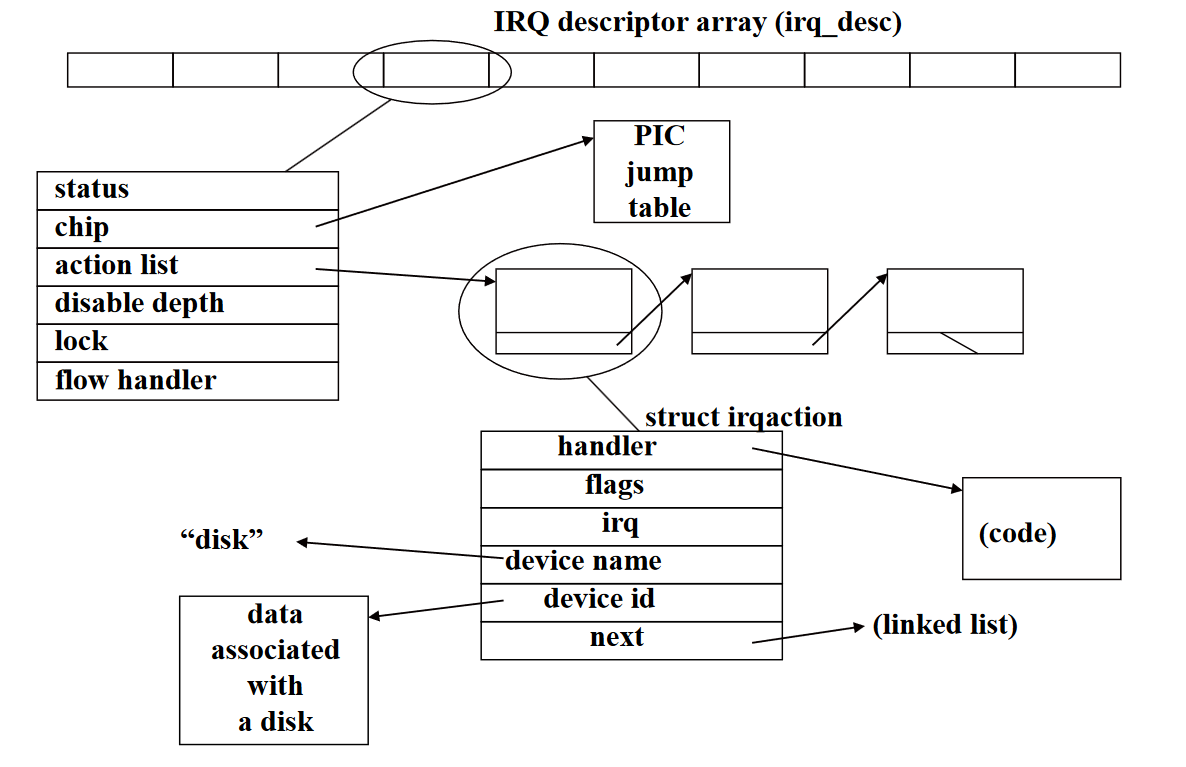 IRQ descriptor array (irq_desc)
PIC
jump
table
status
chip
action list
disable depth
lock
flow handler
struct irqaction
handler
flags
irq
device name
device id
next
“disk”
(code)
data
associated
with
a disk
(linked list)